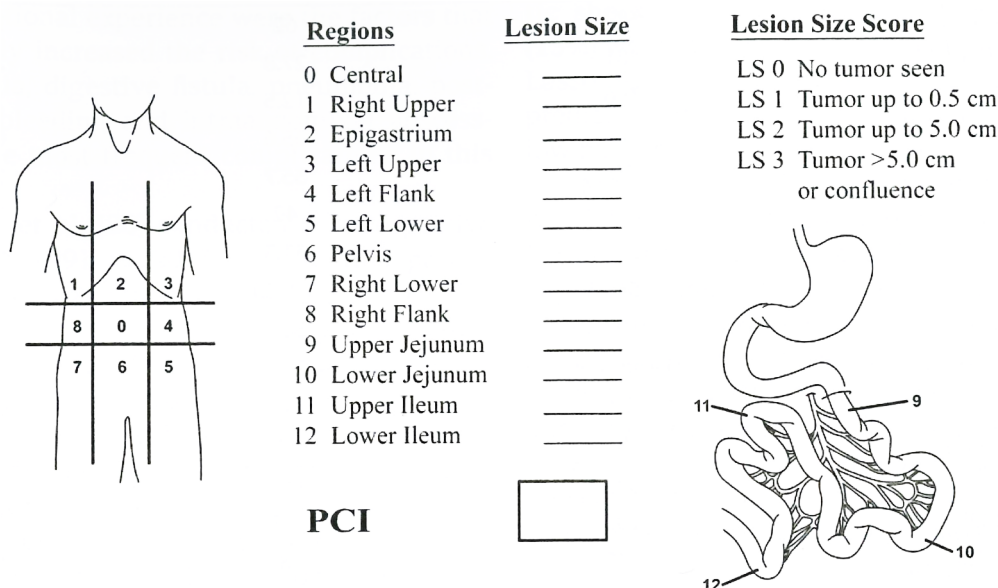 Regions Lesion Size
0 Central
1 Right Upper
2 Epigastrium
3 Left Upper
4 Left Flank
5 Left Lower
6 Pelvis
7 Right Lower
8 Right Flank
9 Upper Jejunum
10 Lower Jejunum
11 Upper Ileum
12 Lower Ileum
PCI
Lesion Size Score
LS 0 No tumor seen
LS 1 Tumor up to 0.5 cm
LS 2 Tumor up to 5.0 cm
LS 3 Tumor >5.0 cm
or confluence
1 2 3
8 0 4
7 6 5
11 9
10
12